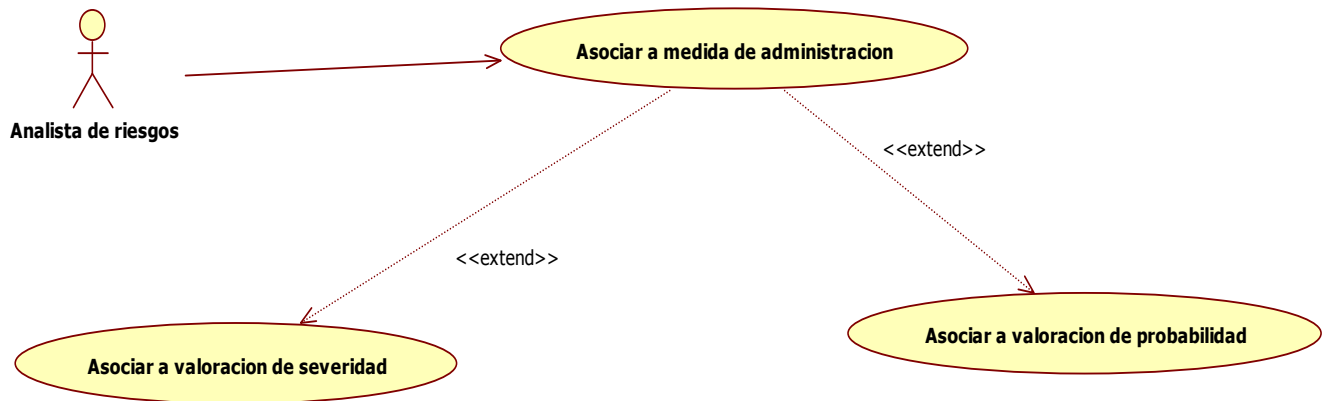 Asociar a medida de administracion
Analista de riesgos
<<extend>>
<<extend>>
Asociar a valoracion de probabilidad
Asociar a valoracion de severidad